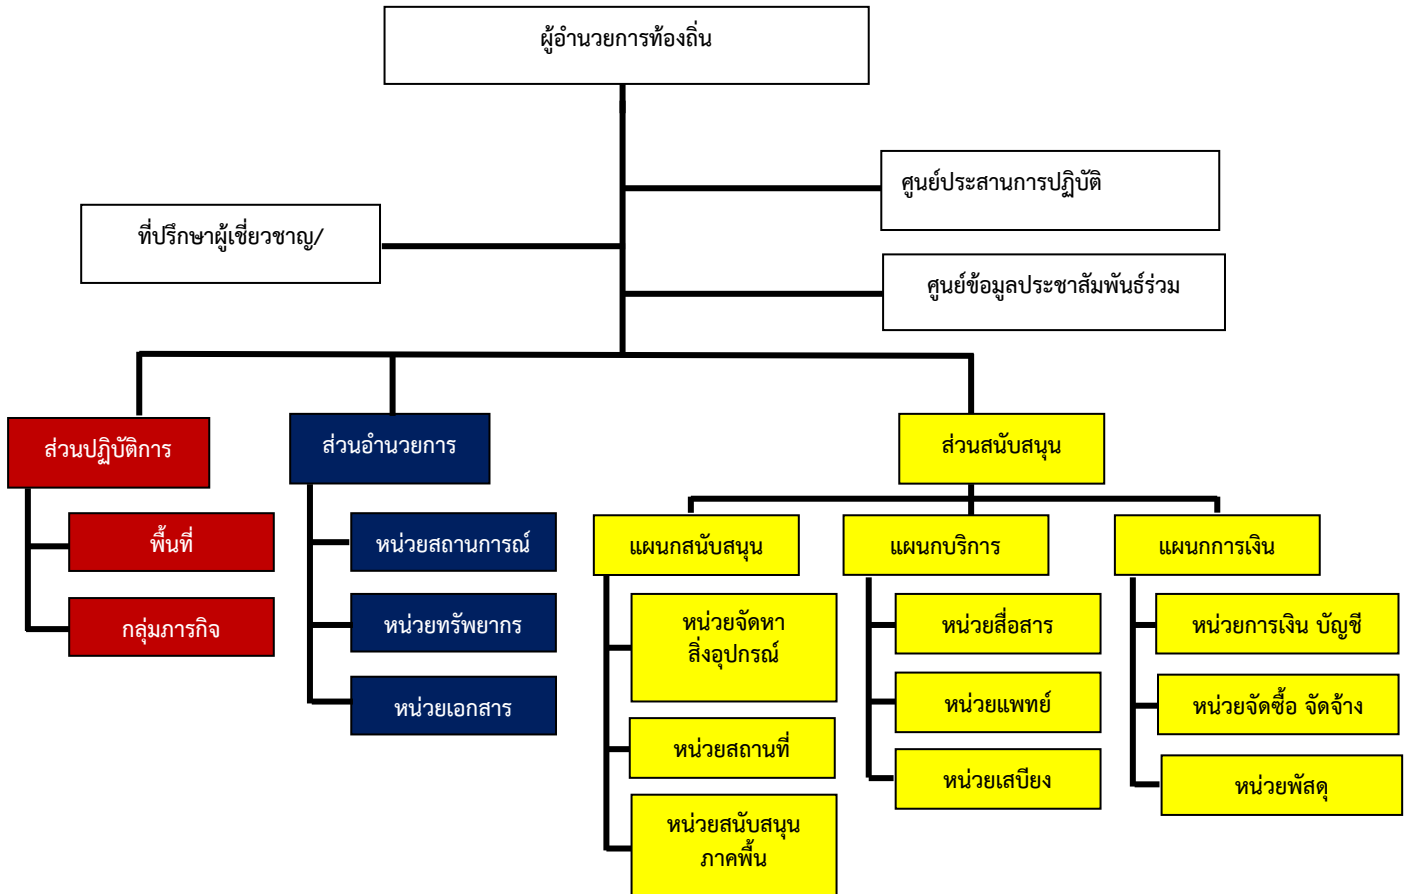 ผู้อำนวยการท้องถิ่น
ศูนย์ประสานการปฏิบัติ
ที่ปรึกษาผู้เชี่ยวชาญ/
ศูนย์ข้อมูลประชาสัมพันธ์ร่วม
ส่วนปฏิบัติการ
พื้นที่
กลุ่มภารกิจ
ส่วนอำนวยการ
หน่วยสถานการณ์
หน่วยทรัพยากร
หน่วยเอกสาร
ส่วนสนับสนุน
แผนกสนับสนุน
หน่วยจัดหา
สิ่งอุปกรณ์
หน่วยสถานที่
หน่วยสนับสนุน
ภาคพื้น
แผนกบริการ
หน่วยสื่อสาร
หน่วยแพทย์
หน่วยเสบียง
แผนกการเงิน
หน่วยการเงิน บัญชี
หน่วยจัดซื้อ จัดจ้าง
หน่วยพัสดุ